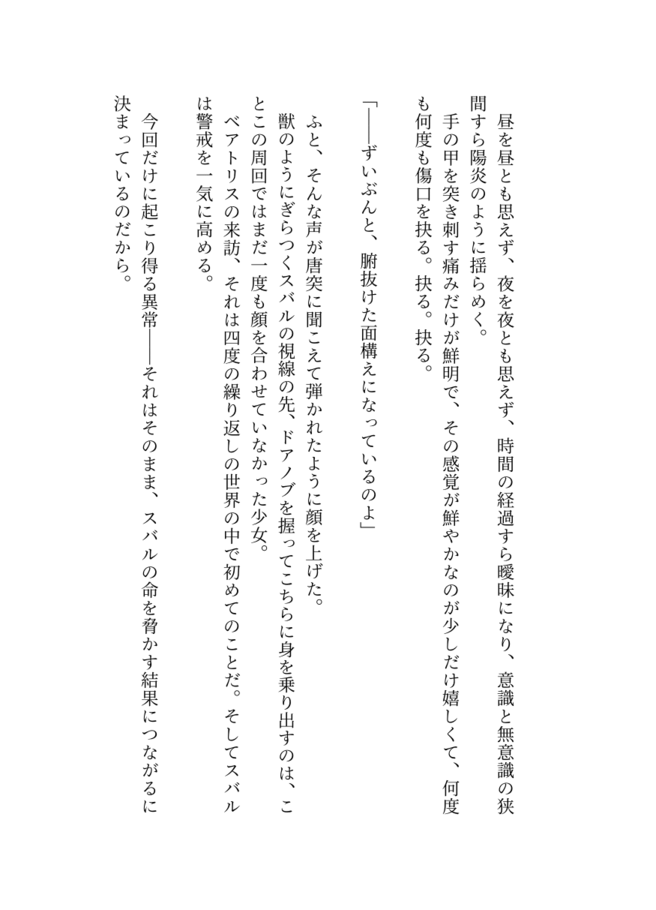 昼を昼とも思えず、夜を夜とも思えず、時間の経過すら曖昧になり、意識と無意識の狭
間すら陽炎のように揺らめく。
手の甲を突き刺す痛みだけが鮮明で、その感覚が鮮やかなのが少しだけ嬉しくて、何度
も何度も傷口を抉る。抉る。抉る。
「――ずいぶんと、腑抜けた面構えになっているのよ」
ふと、そんな声が唐突に聞こえて弾かれたように顔を上げた。
獣のようにぎらつくスバルの視線の先、ドアノブを握ってこちらに身を乗り出すのは、こ
とこの周回ではまだ一度も顔を合わせていなかった少女。
ベアトリスの来訪、それは四度の繰り返しの世界の中で初めてのことだ。そしてスバル
は警戒を一気に高める。
今回だけに起こり得る異常――それはそのまま、スバルの命を脅かす結果につながるに
決まっているのだから。